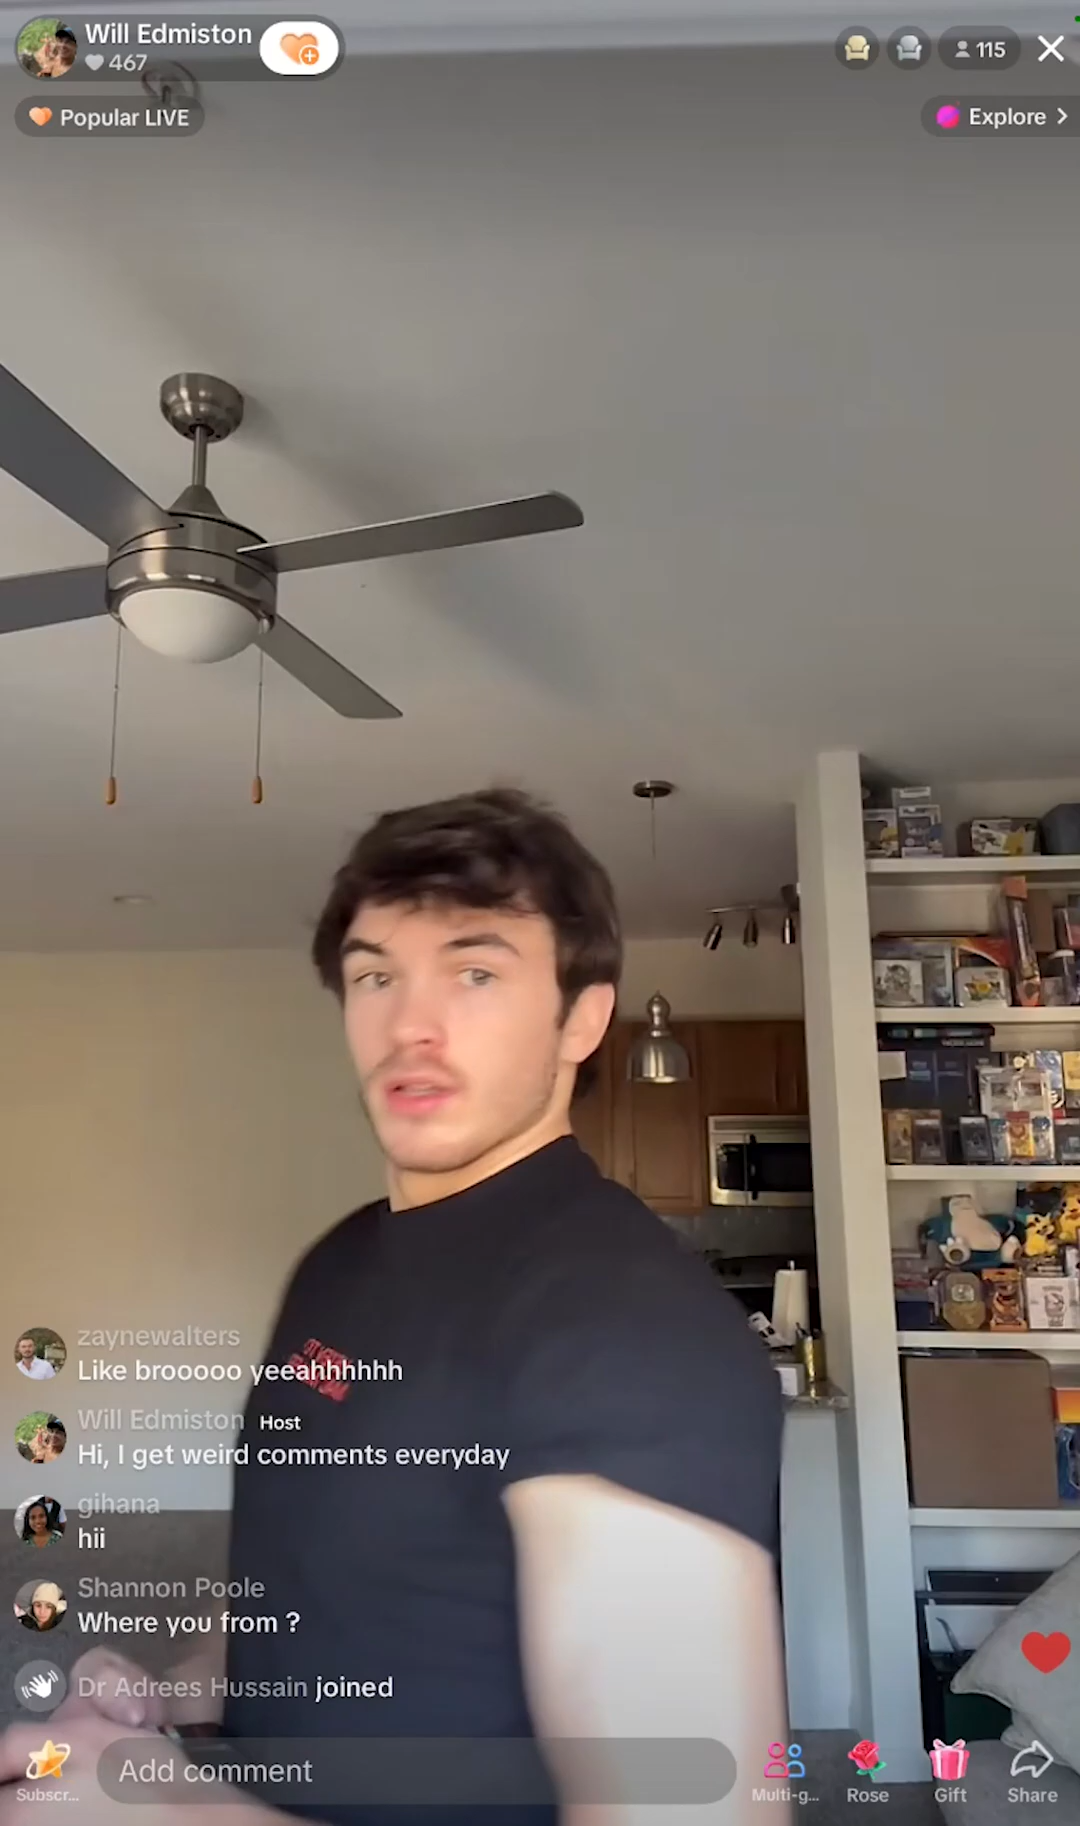 Will Edmiston
467
115
Popular LIVE
Explore >
zaynewalters
Like brooooo yeeahhhhhh
Will Edmiston Host
Hi, I get weird comments everyday
gihana
hii
Shannon Poole
Where you from ?
Dr Adrees Hussain joined
Add comment
Subscr...
Multi-g...
Rose
Gift
Share